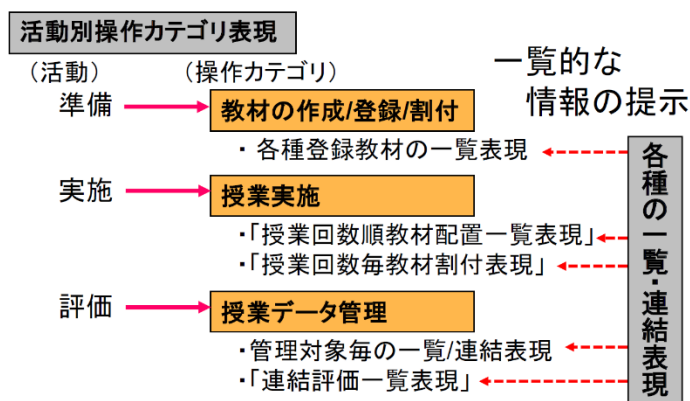 活動別操作カテゴリ表現
（活動）
（操作カテゴリ）
一覧的な
情報の提示
準備
教材の作成/登録/割付
・各種登録教材の一覧表現
実施
授業実施
・「授業回数順教材配置一覧表現」
・「授業回数毎教材割付表現」
評価
授業データ管理
・管理対象毎の一覧/連結表現
・「連結評価一覧表現」
各種の一覧・連結表現